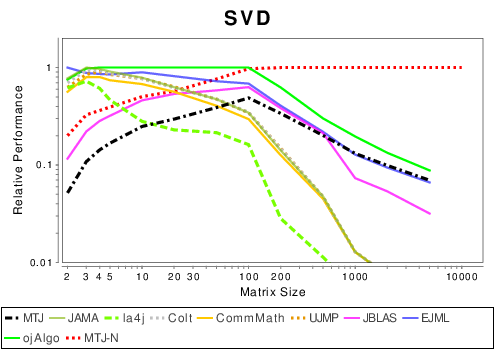 SVD
Relative Performance
1
0.1
0.01
2 3 4 5 10 20 30 100 200 1000 10000
Matrix Size
MTJ JAMA la4j Colt CommMath UJMP JBLAS EJML
ojAlgo MTJ-N